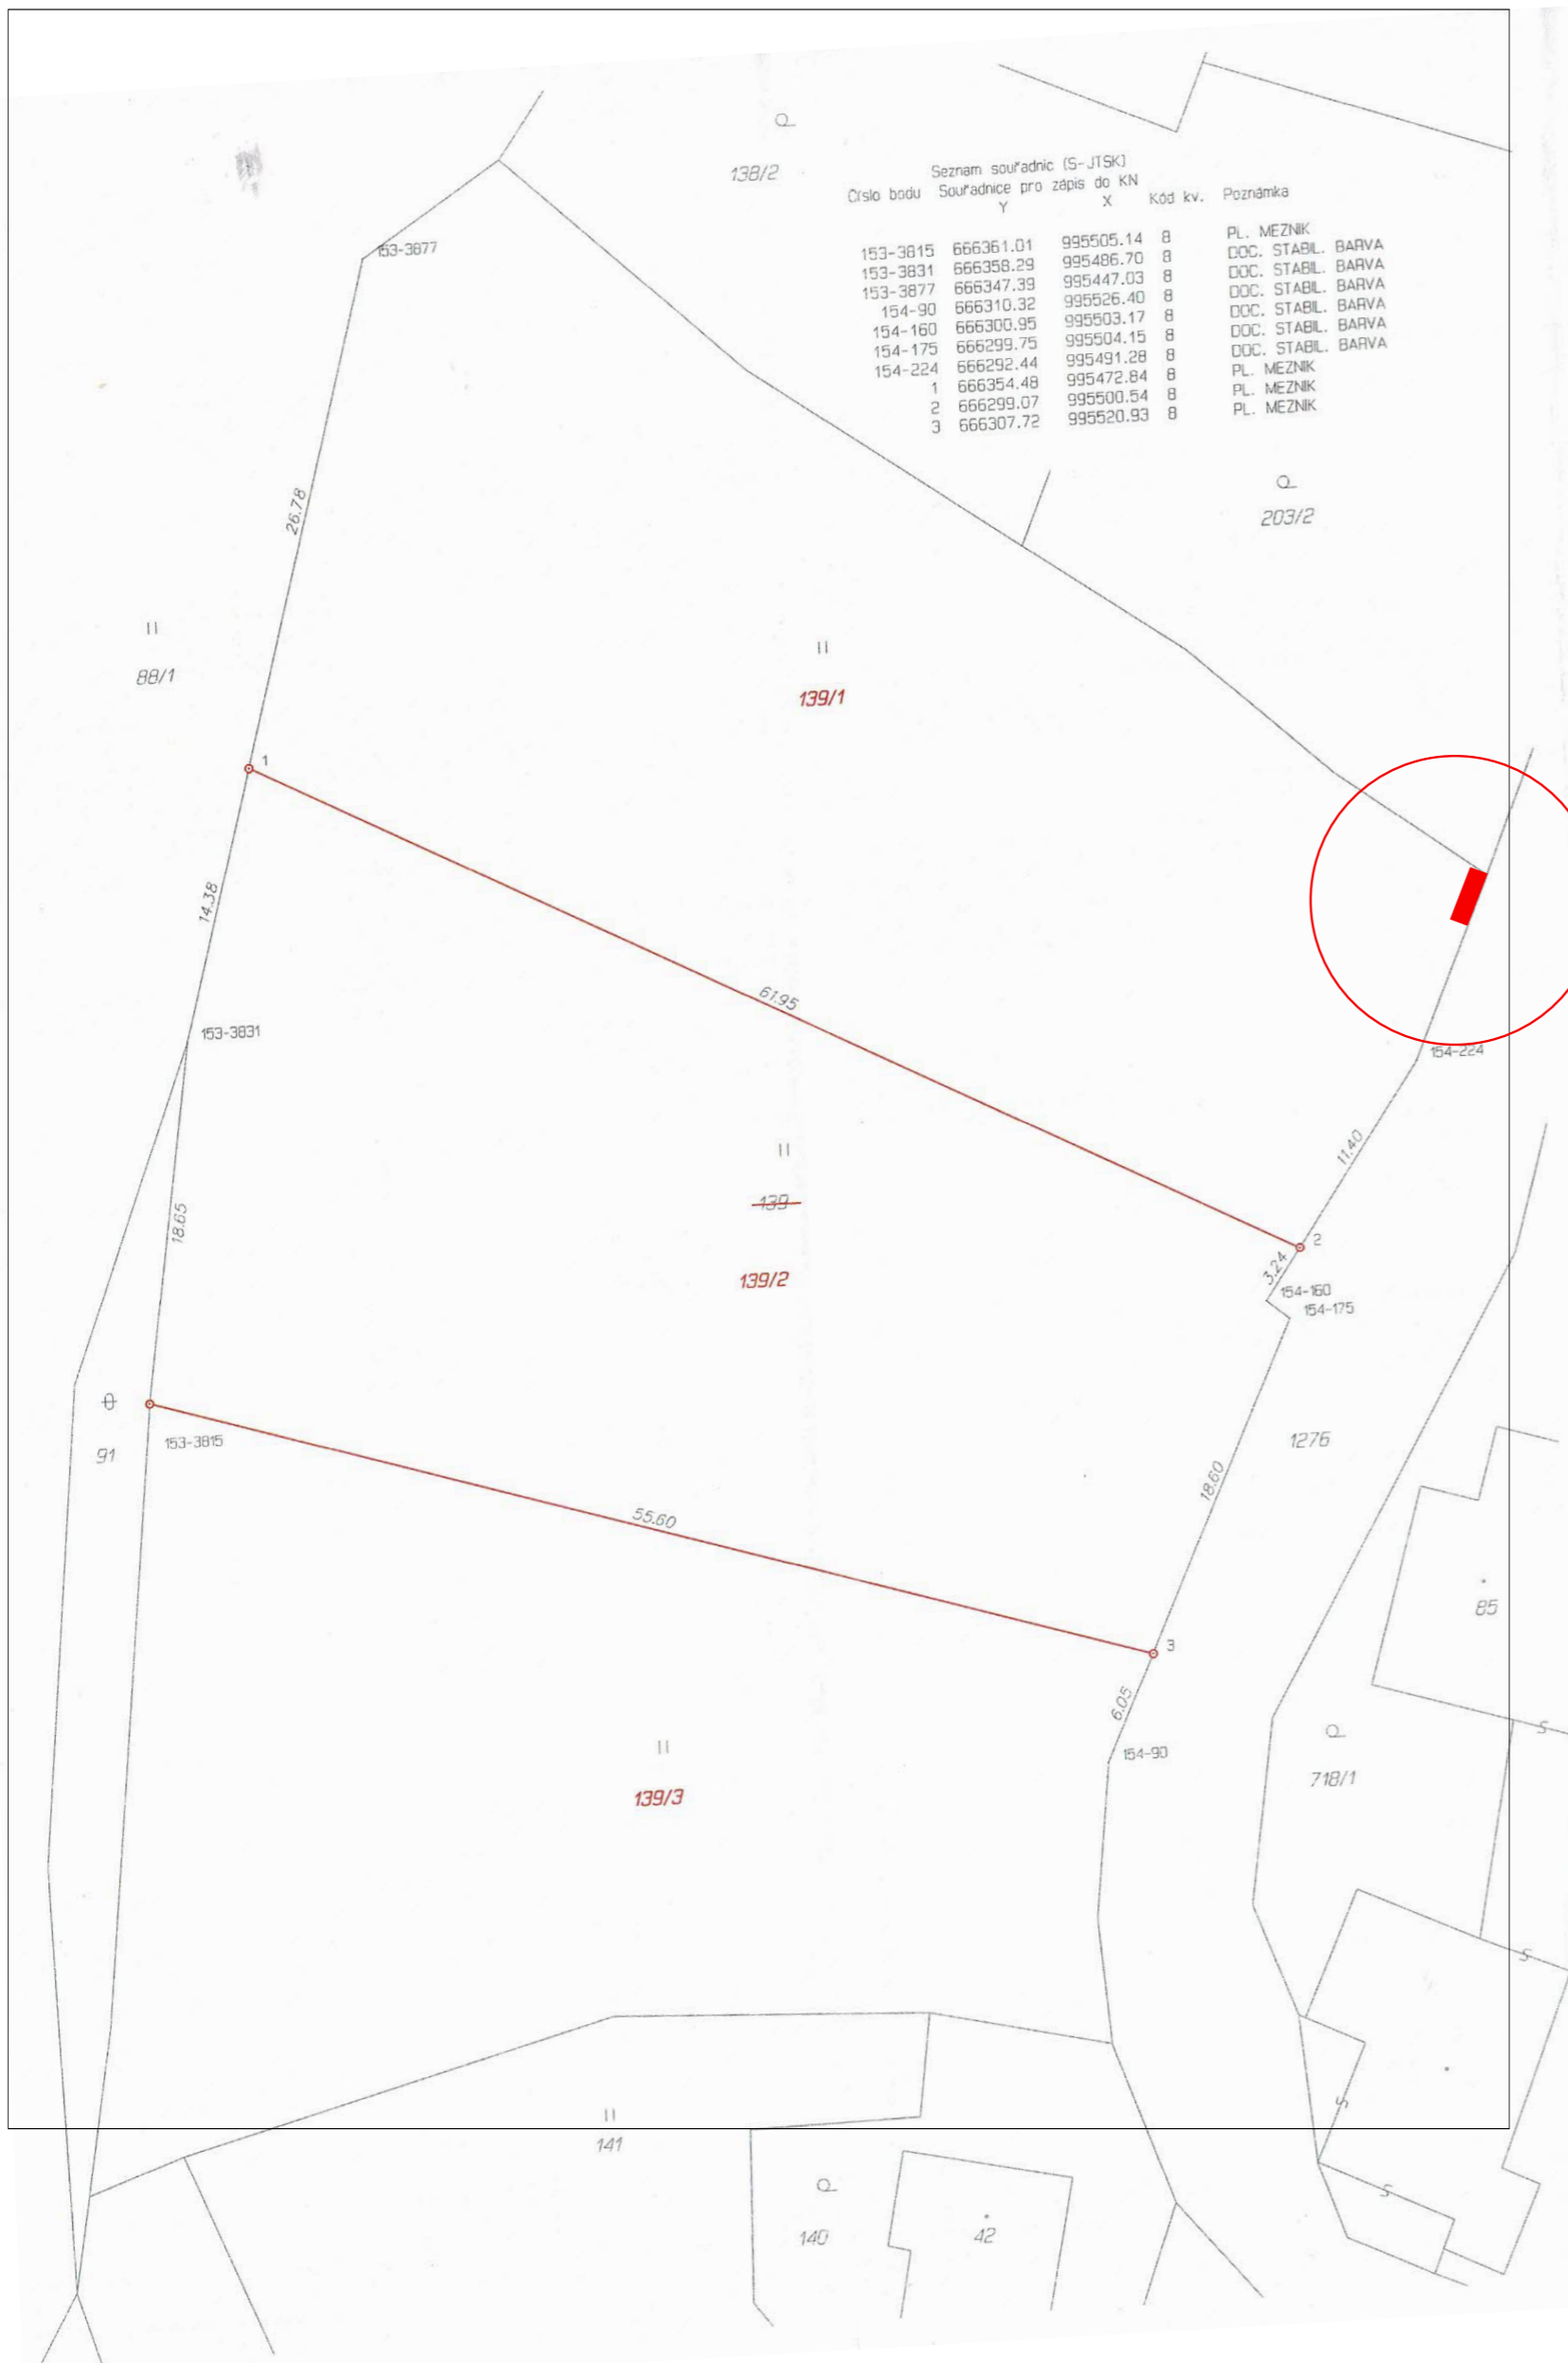 138/2
Seznam souřadnic (S-JTSK)
Číslo bodu Souřadnice pro zápis do KN
Y X Kód kv. Poznámka
153-3815 666361.01 995505.14 8 PL. MEZNIK
153-3831 666358.29 995486.70 8 DOC. STABIL. BARVA
153-3877 666347.39 995447.03 8 DOC. STABIL. BARVA
154-90 666310.32 995526.40 8 DOC. STABIL. BARVA
154-160 666300.95 995503.17 8 DOC. STABIL. BARVA
154-175 666299.75 995504.15 8 DOC. STABIL. BARVA
154-224 666292.44 995491.28 8 DOC. STABIL. BARVA
1 666354.48 995472.84 8 PL. MEZNIK
2 666299.07 995500.54 8 PL. MEZNIK
3 666307.72 995520.93 8 PL. MEZNIK
153-3877
26.78
203/2
88/1
139/1
1
14.38
61.95
153-3831
154-224
11.40
139
18.65
2
3.24
139/2
154-160
154-175
91
153-3815
1276
18.60
55.60
85
3
6.05
154-90
718/1
S
139/3
S
S
141
S
140
42